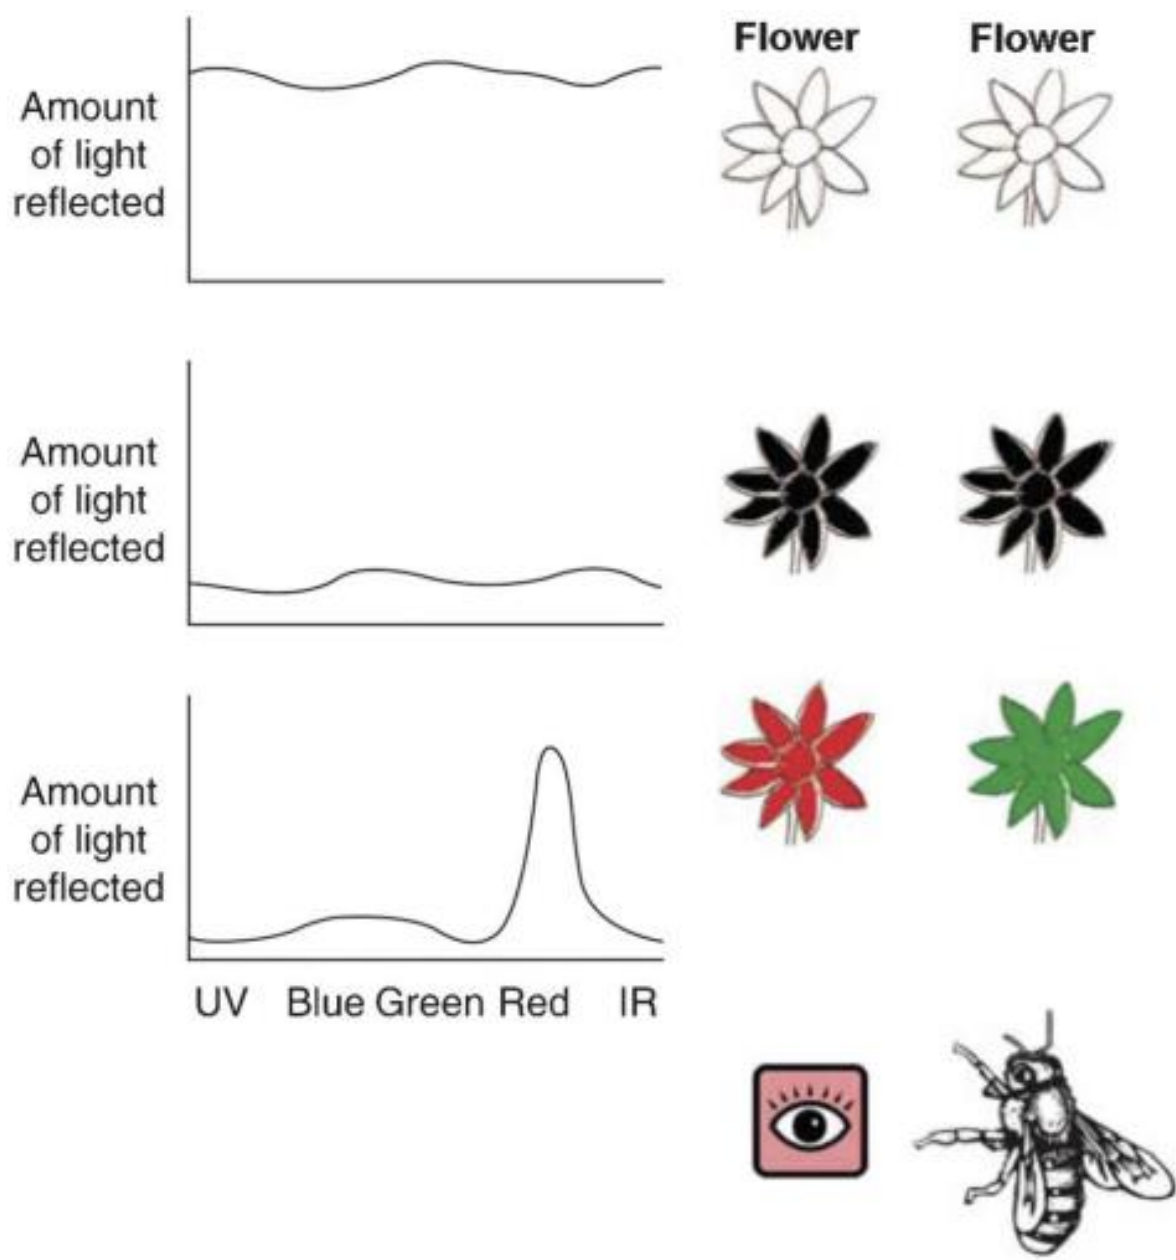 Flower Flower
Amount
of light
reflected
Amount
of light
reflected
Amount
of light
reflected
UV Blue Green Red IR